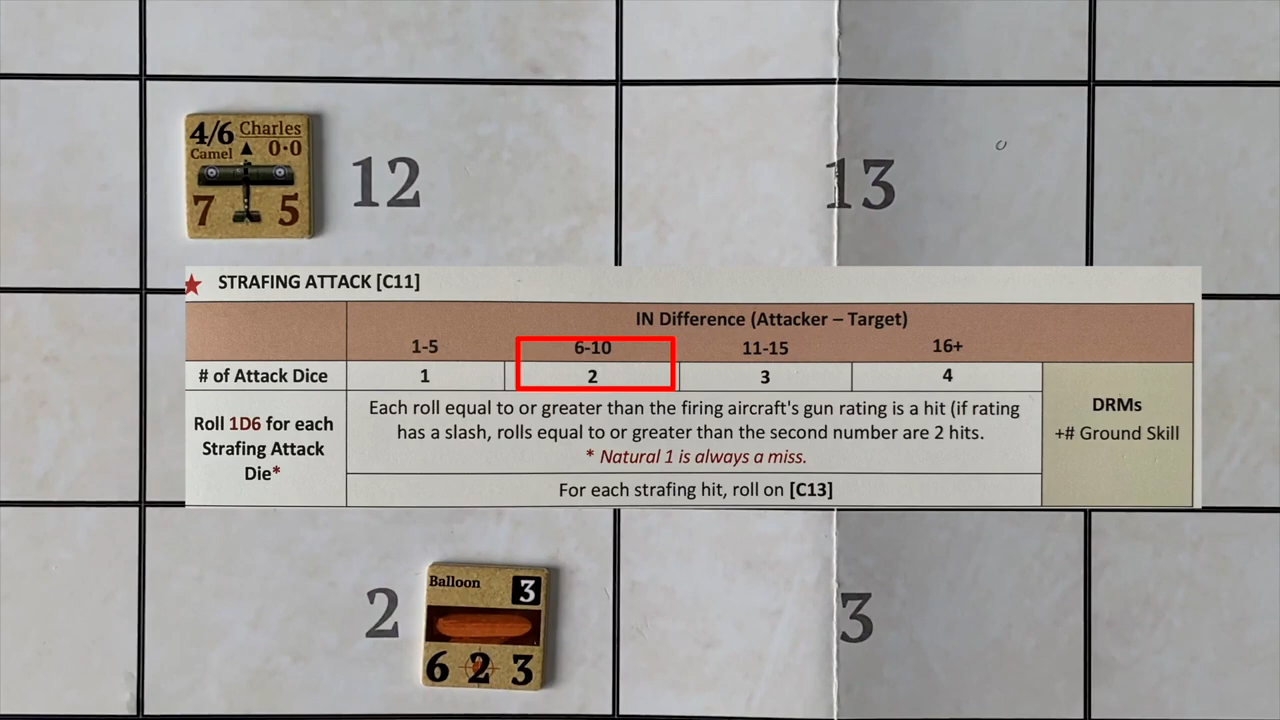 4/6 Charles
Camel 0·0
7 5
12
13
STRAFING ATTACK [C11]
IN Difference (Attacker – Target)
1-5 6-10 11-15 16+
# of Attack Dice 1 2 3 4
Roll 1D6 for each
Strafing Attack
Die*
Each roll equal to or greater than the firing aircraft's gun rating is a hit (if rating
has a slash, rolls equal to or greater than the second number are 2 hits.
* Natural 1 is always a miss.
For each strafing hit, roll on [C13]
DRMs
+# Ground Skill
2
Balloon 3
6 2 3
3